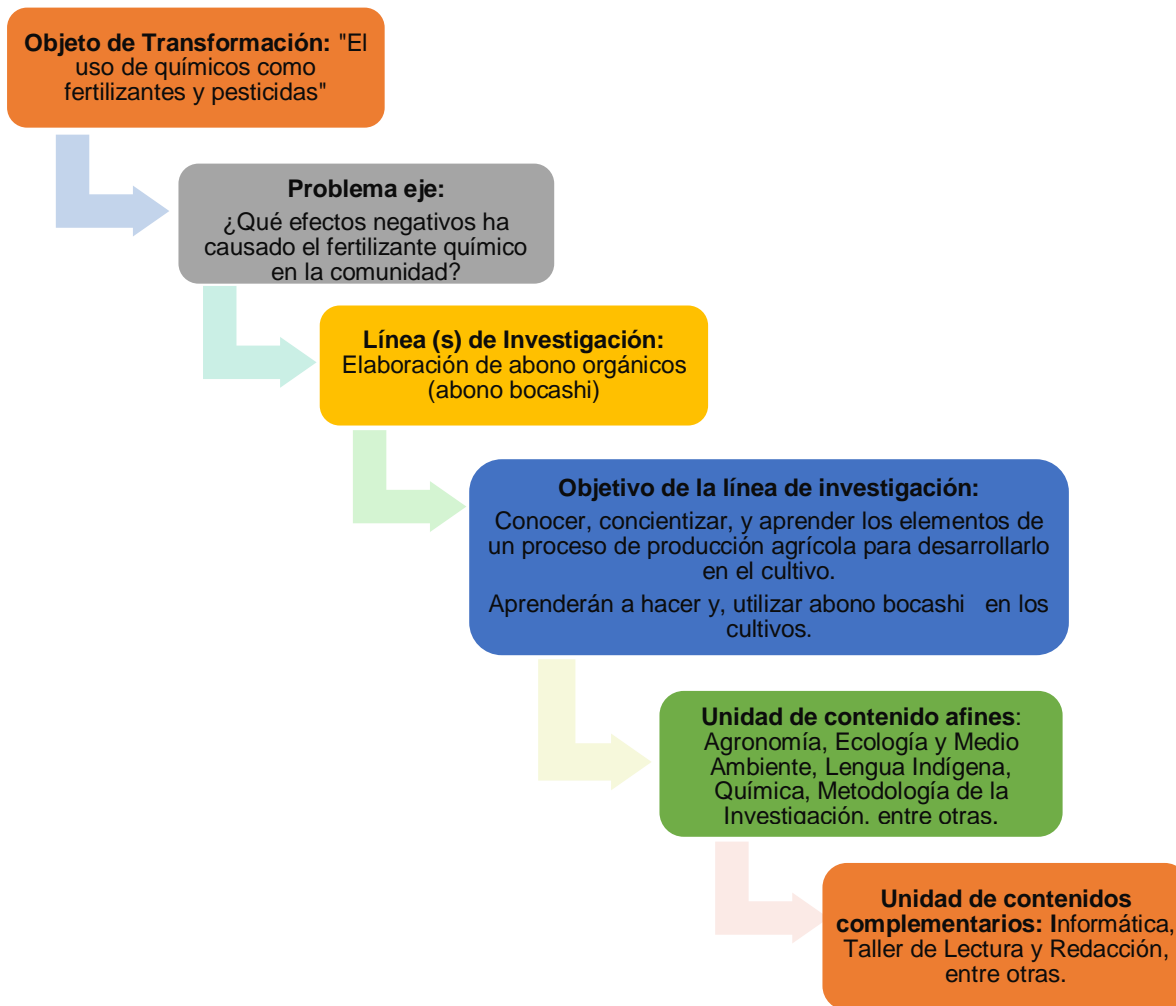 Objeto de Transformación: "El
uso de químicos como
fertilizantes y pesticidas"
Problema eje:
¿Qué efectos negativos ha
causado el fertilizante químico
en la comunidad?
Línea (s) de Investigación:
Elaboración de abono orgánicos
(abono bocashi)
Objetivo de la línea de investigación:
Conocer, concientizar, y aprender los elementos de
un proceso de producción agrícola para desarrollarlo
en el cultivo.
Aprenderán a hacer y, utilizar abono bocashi en los
cultivos.
Unidad de contenido afines:
Agronomía, Ecología y Medio
Ambiente, Lengua Indígena,
Química, Metodología de la
Investigación, entre otras.
Unidad de contenidos
complementarios: Informática,
Taller de Lectura y Redacción,
entre otras.